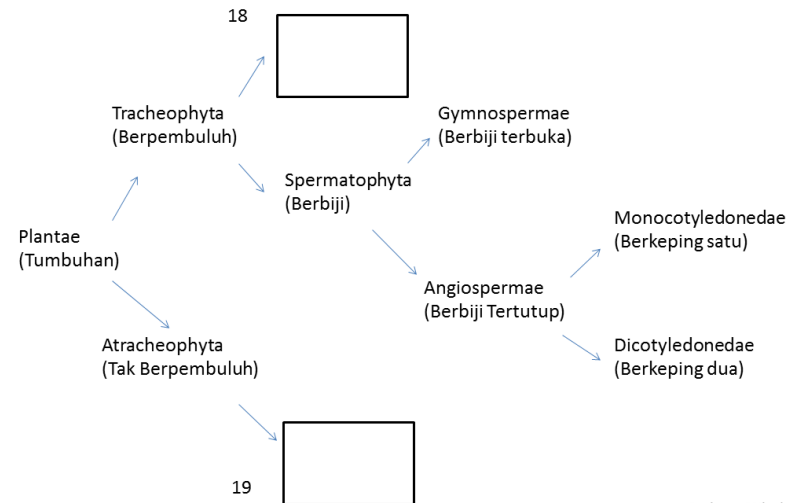 18
Tracheophyta
(Berpembuluh)
Gymnospermae
(Berbiji terbuka)
Spermatophyta
(Berbiji)
Plantae
(Tumbuhan)
Monocotyledonedae
(Berkeping satu)
Angiospermae
(Berbiji Tertutup)
Atracheophyta
(Tak Berpembuluh)
Dicotyledonedae
(Berkeping dua)
19